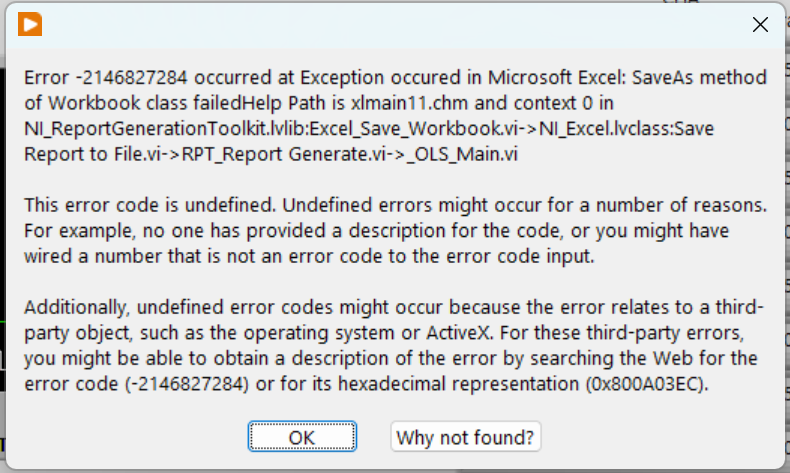 Error -2146827284 occurred at Exception occured in Microsoft Excel: SaveAs method
of Workbook class failedHelp Path is xlmain11.chm and context 0 in
NI_ReportGenerationToolkit.lvlib:Excel_Save_Workbook.vi->NI_Excel.lvclass:Save
Report to File.vi->RPT_Report Generate.vi->_OLS_Main.vi
This error code is undefined. Undefined errors might occur for a number of reasons.
For example, no one has provided a description for the code, or you might have
wired a number that is not an error code to the error code input.
Additionally, undefined error codes might occur because the error relates to a third-
party object, such as the operating system or ActiveX. For these third-party errors,
you might be able to obtain a description of the error by searching the Web for the
error code (-2146827284) or for its hexadecimal representation (0x800A03EC).
OK
Why not found?